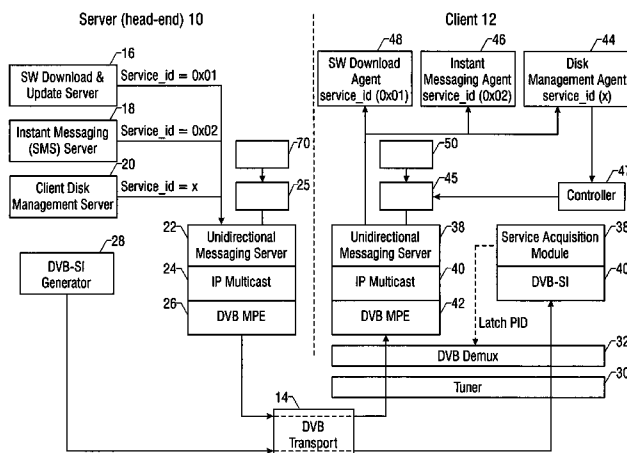 Server (head-end) 10
Client 12
16
SW Download &
Update Server
Service_id = 0x01
18
Instant Messaging
(SMS) Server
Service_id = 0x02
20
Client Disk
Management Server
Service_id = x
28
DVB-SI
Generator
70
25
22
Unidirectional
Messaging Server
24
IP Multicast
26
DVB MPE
14
DVB
Transport
48
SW Download
Agent
service_id (0x01)
46
Instant
Messaging Agent
service_id (0x02)
44
Disk
Management Agent
service_id (x)
50
45
47
Controller
Unidirectional
Messaging Server
38
IP Multicast
40
DVB MPE
42
Service Acquisition
Module
38
DVB-SI
40
Latch PID
DVB Demux
32
Tuner
30